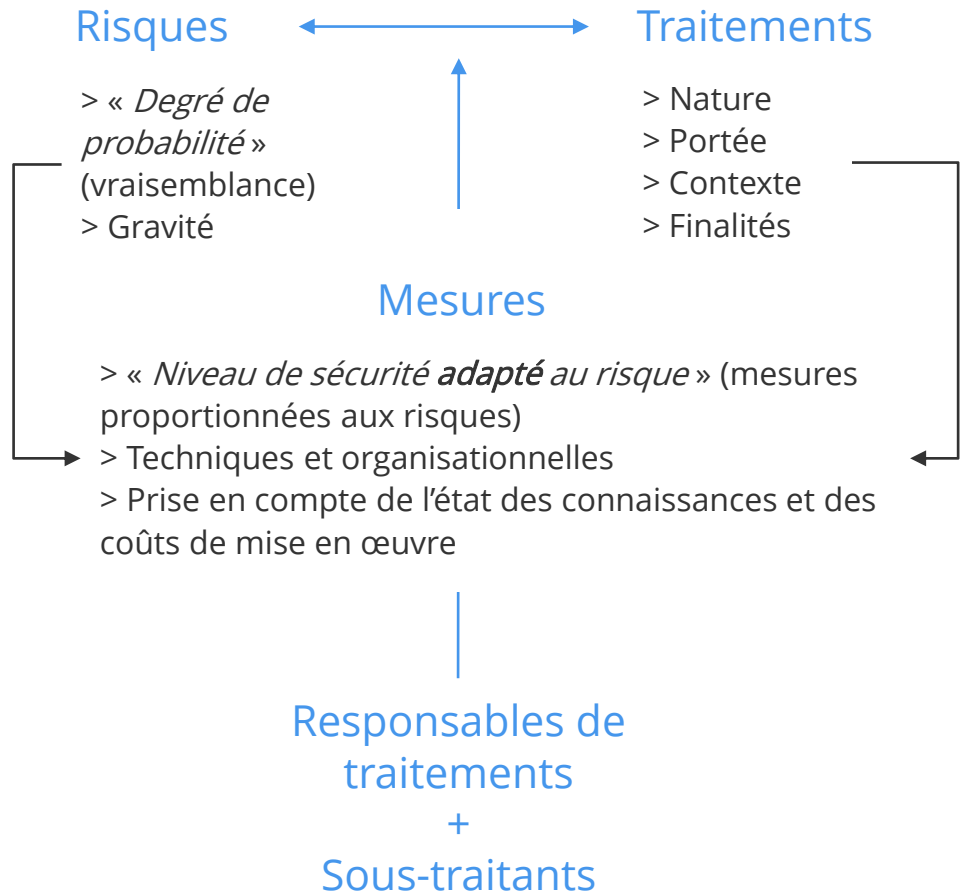 Risques
Traitements
> « Degré de
probabilité »
(vraisemblance)
> Gravité
> Nature
> Portée
> Contexte
> Finalités
Mesures
> « Niveau de sécurité adapté au risque » (mesures
proportionnées aux risques)
> Techniques et organisationnelles
> Prise en compte de l’état des connaissances et des
coûts de mise en œuvre
Responsables de
traitements
+
Sous-traitants